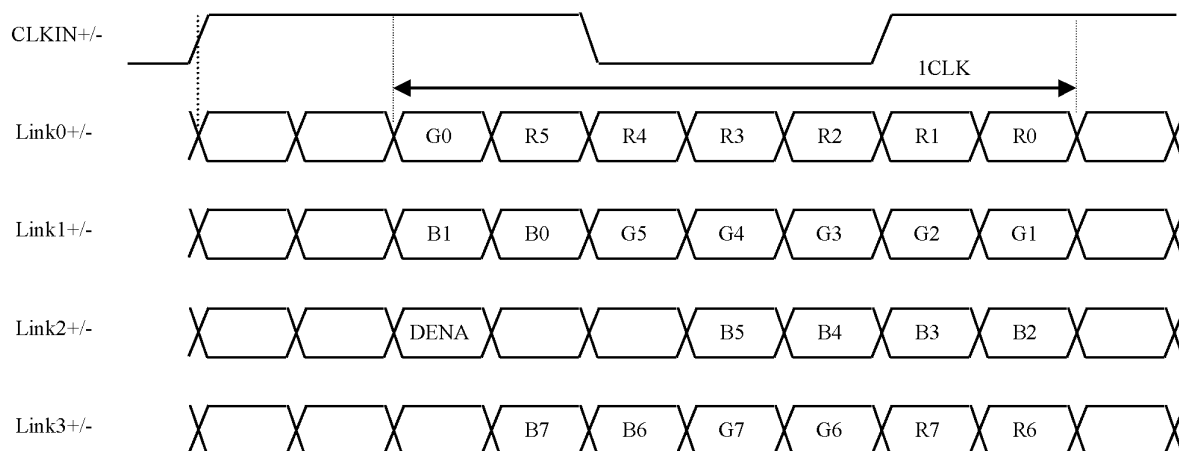 CLKIN+/-
1CLK
Link0+/- G0 R5 R4 R3 R2 R1 R0
Link1+/- B1 B0 G5 G4 G3 G2 G1
Link2+/- DENA B5 B4 B3 B2
Link3+/- B7 B6 G7 G6 R7 R6